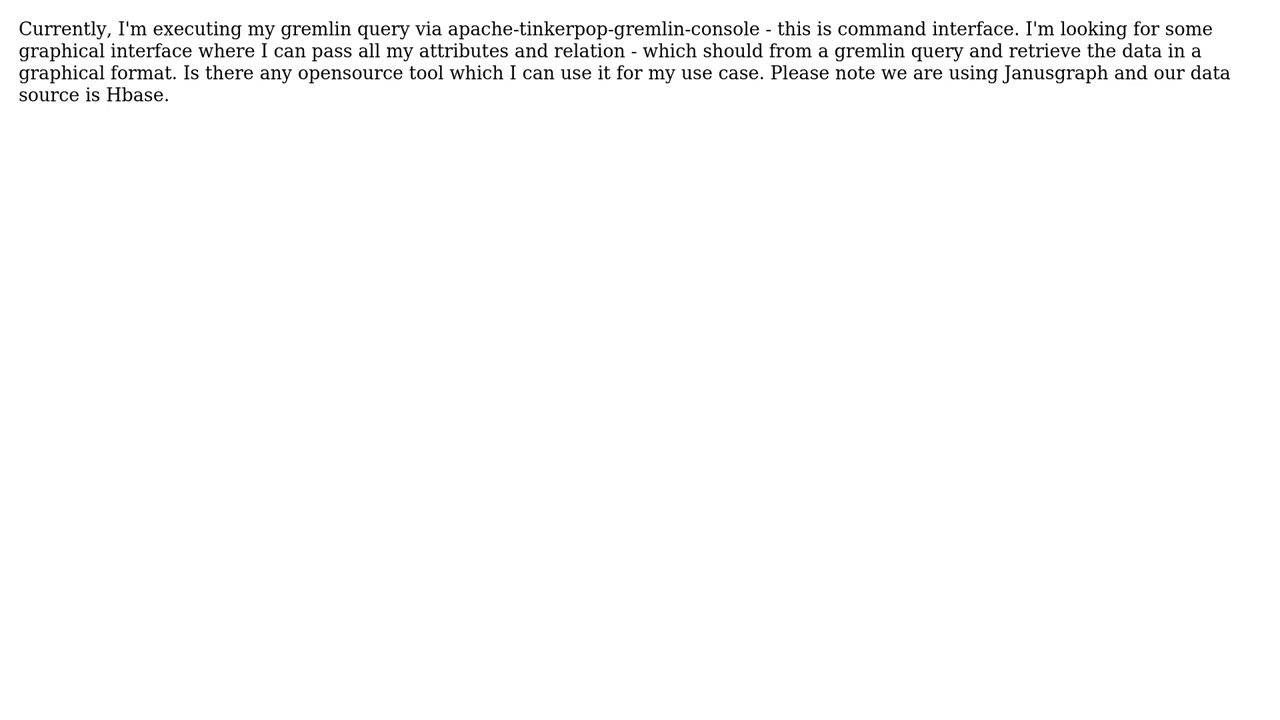 Currently, I'm executing my gremlin query via apache-tinkerpop-gremlin-console - this is command interface. I'm looking for some
graphical interface where I can pass all my attributes and relation - which should from a gremlin query and retrieve the data in a
graphical format. Is there any opensource tool which I can use it for my use case. Please note we are using Janusgraph and our data
source is Hbase.